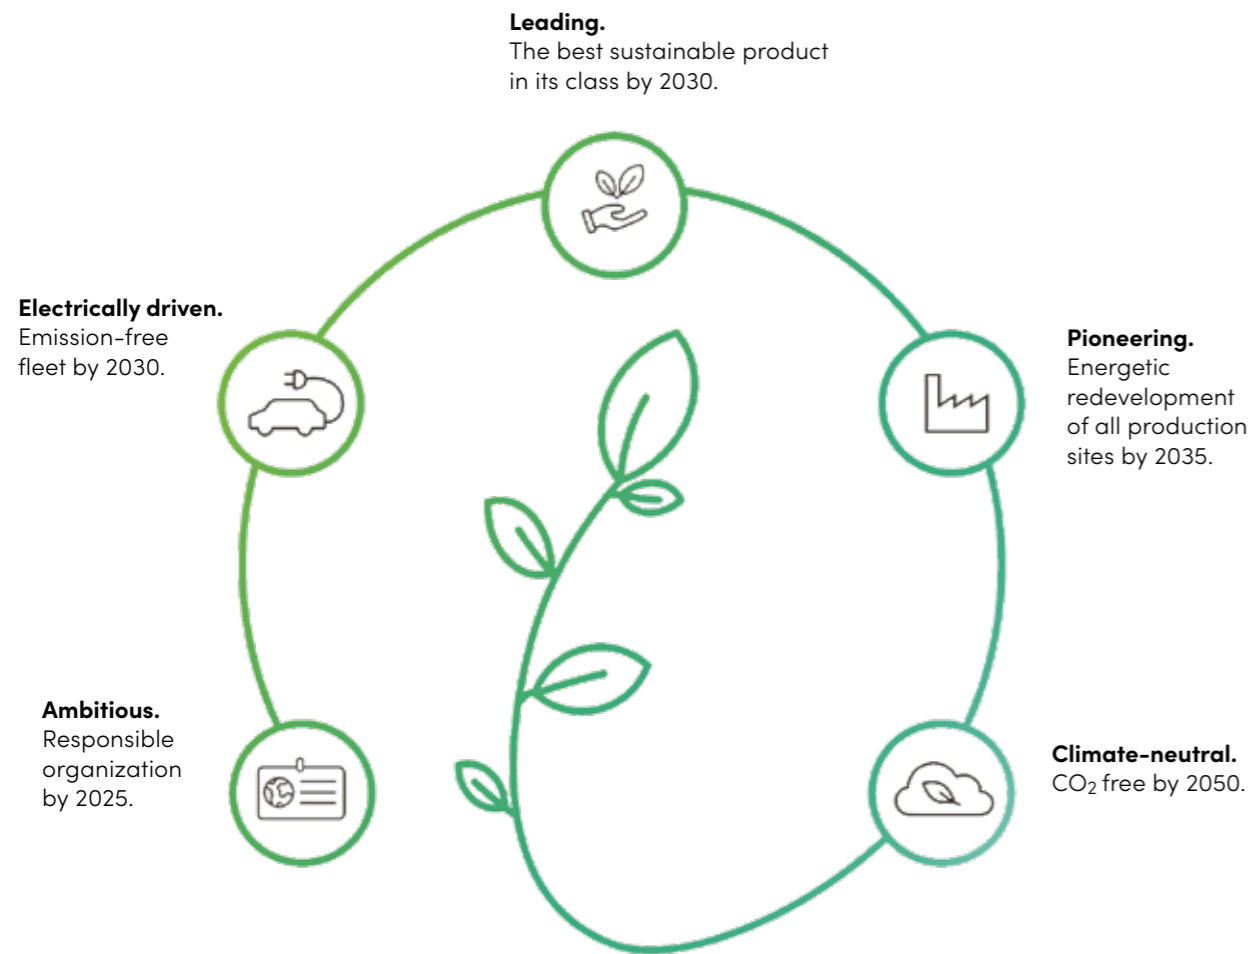 Leading.
The best sustainable product
in its class by 2030.
Electrically driven.
Emission-free
fleet by 2030.
Pioneering.
Energetic
redevelopment
of all production
sites by 2035.
Ambitious.
Responsible
organization
by 2025.
Climate-neutral.
CO₂ free by 2050.